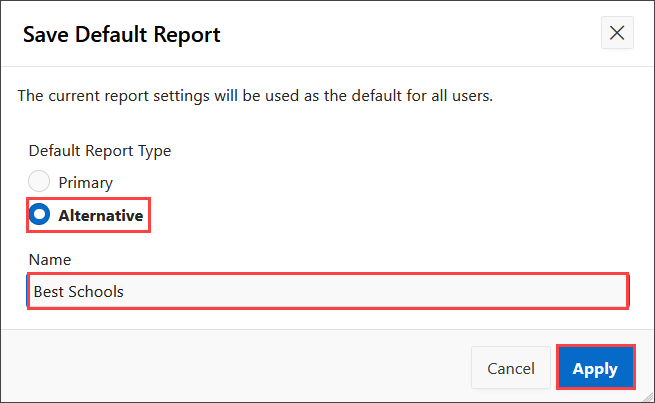 Save Default Report
The current report settings will be used as the default for all users.
Default Report Type
Primary
Alternative
Name
Best Schools
Cancel
Apply